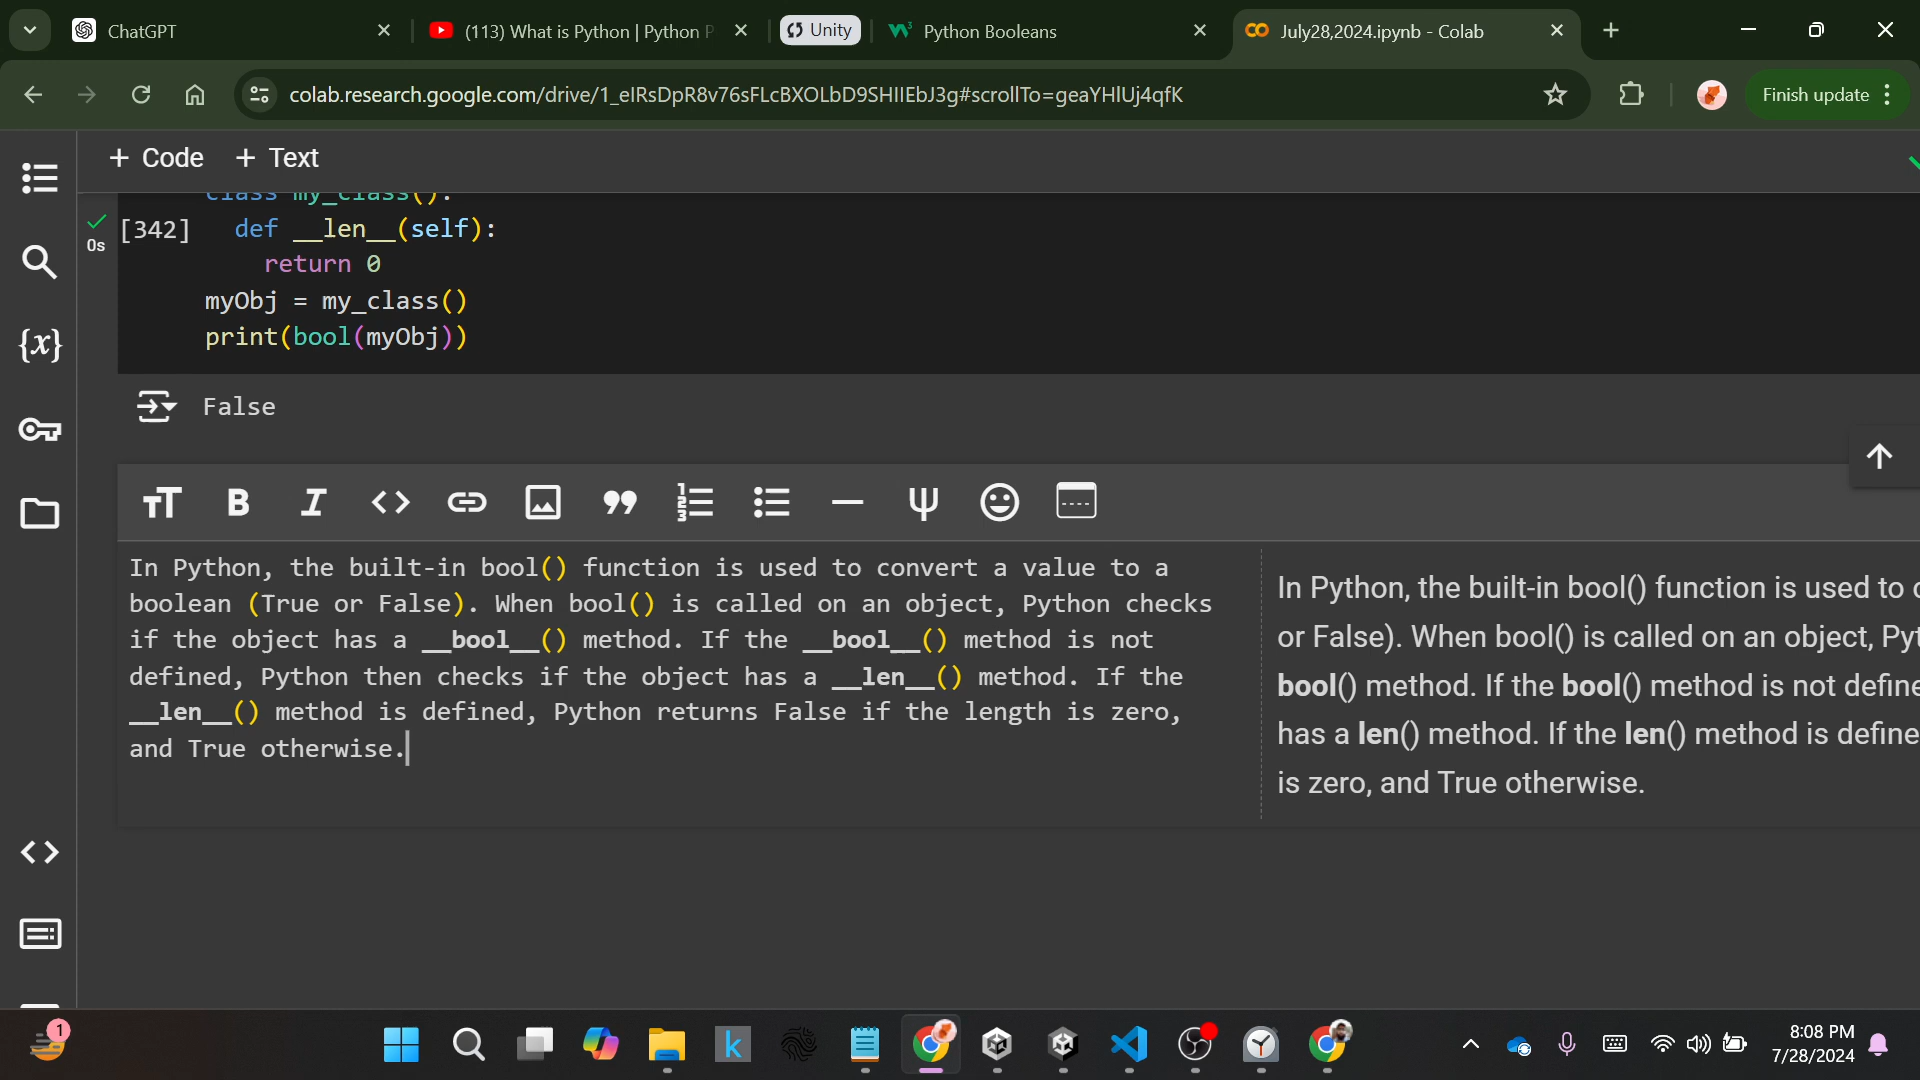 ChatGPT
(113) What is Python | Python P
Unity
Python Booleans
July28,2024.ipynb - Colab
colab.research.google.com/drive/1_eIRsDpR8v76sFLcBXOLbD9SHIIEbJ3g#scrollTo=geaYHlUj4qfK
Finish update
+ Code + Text
class my_class():
[342] def __len__(self):
0s
return 0
myObj = my_class()
print(bool(myObj))
False
In Python, the built-in bool() function is used to convert a value to a
boolean (True or False). When bool() is called on an object, Python checks
if the object has a __bool__() method. If the __bool__() method is not
defined, Python then checks if the object has a __len__() method. If the
__len__() method is defined, Python returns False if the length is zero,
and True otherwise.
In Python, the built-in bool() function is used to c
or False). When bool() is called on an object, Pyt
bool() method. If the bool() method is not define
has a len() method. If the len() method is define
is zero, and True otherwise.
1
8:08 PM
7/28/2024